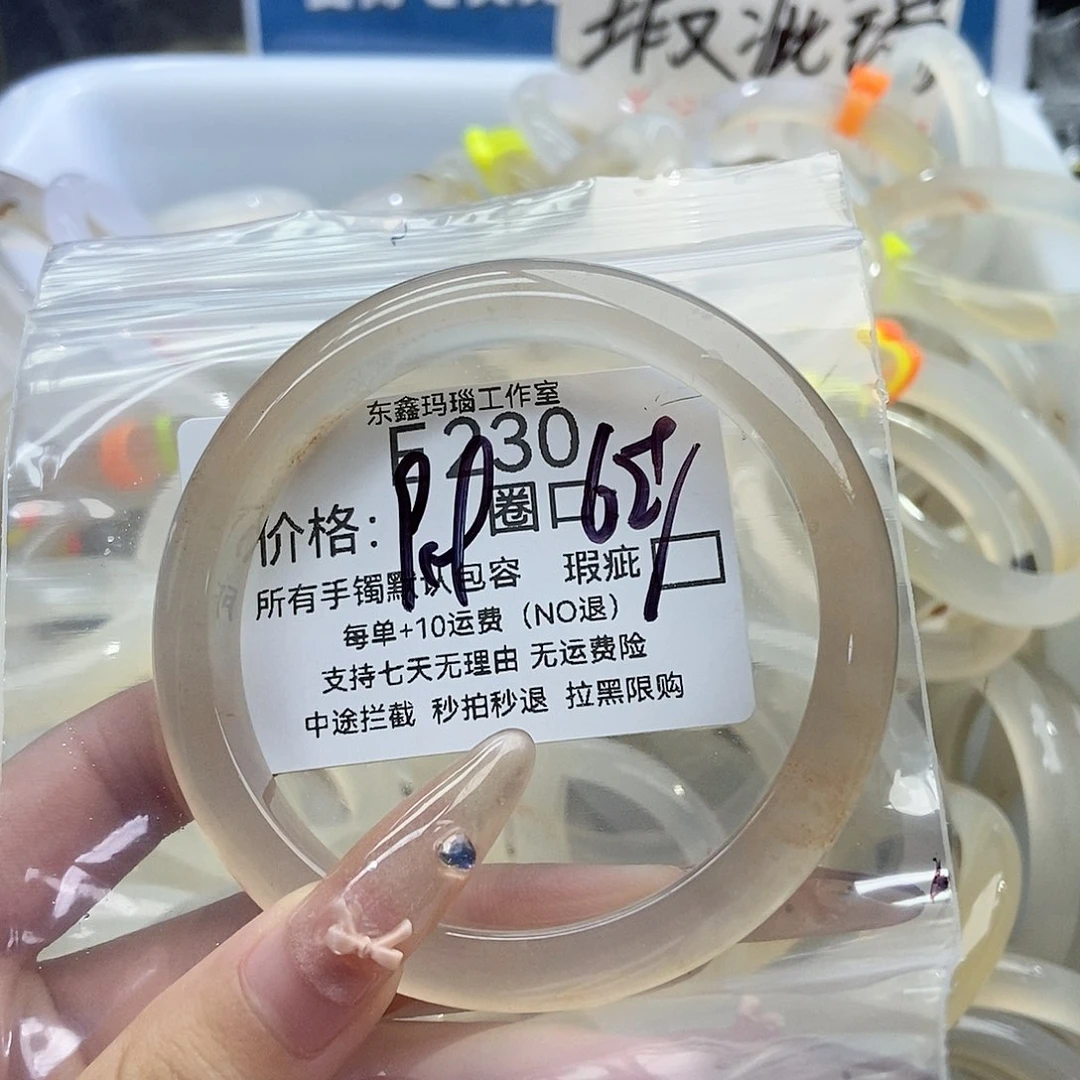 瑕疵
东鑫玛瑙工作室
E230
价格: 圈口 65
所有手镯默认包容 瑕疵
每单+10运费（NO退）
支持七天无理由 无运费险
中途拦截 秒拍秒退 拉黑限购